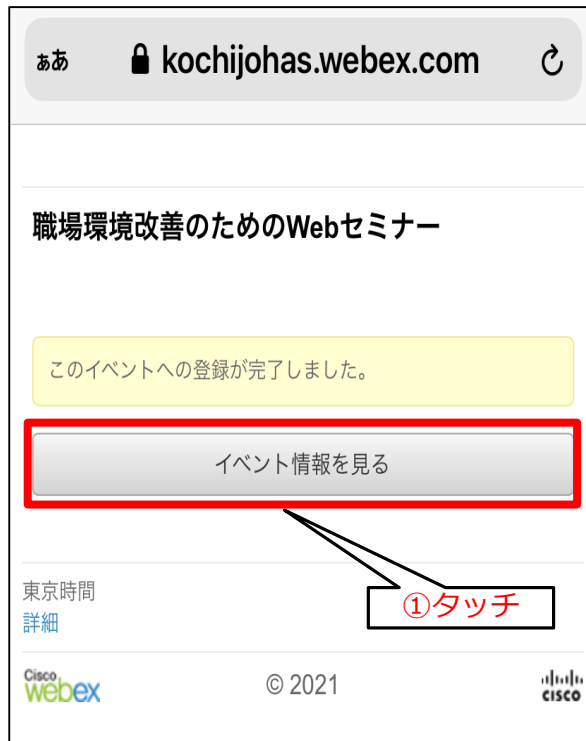 ああ kochijohas.webex.com
職場環境改善のためのWebセミナー
このイベントへの登録が完了しました。
イベント情報を見る
①タッチ
東京時間
詳細
Cisco webex © 2021 cisco